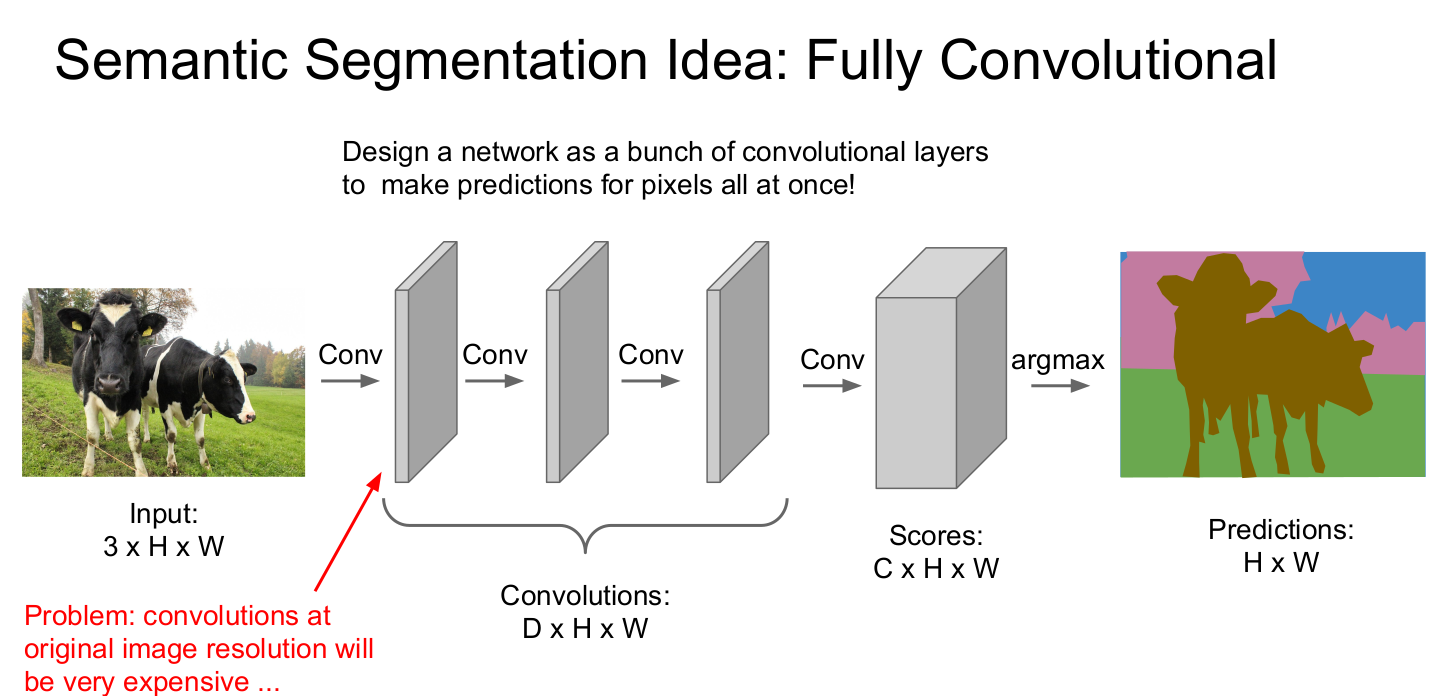 Semantic Segmentation Idea: Fully Convolutional
Design a network as a bunch of convolutional layers
to make predictions for pixels all at once!
Conv
Conv
Conv
Conv
argmax
Input:
3 x H x W
Problem: convolutions at
original image resolution will
be very expensive ...
Convolutions:
D x H x W
Scores:
C x H x W
Predictions:
H x W